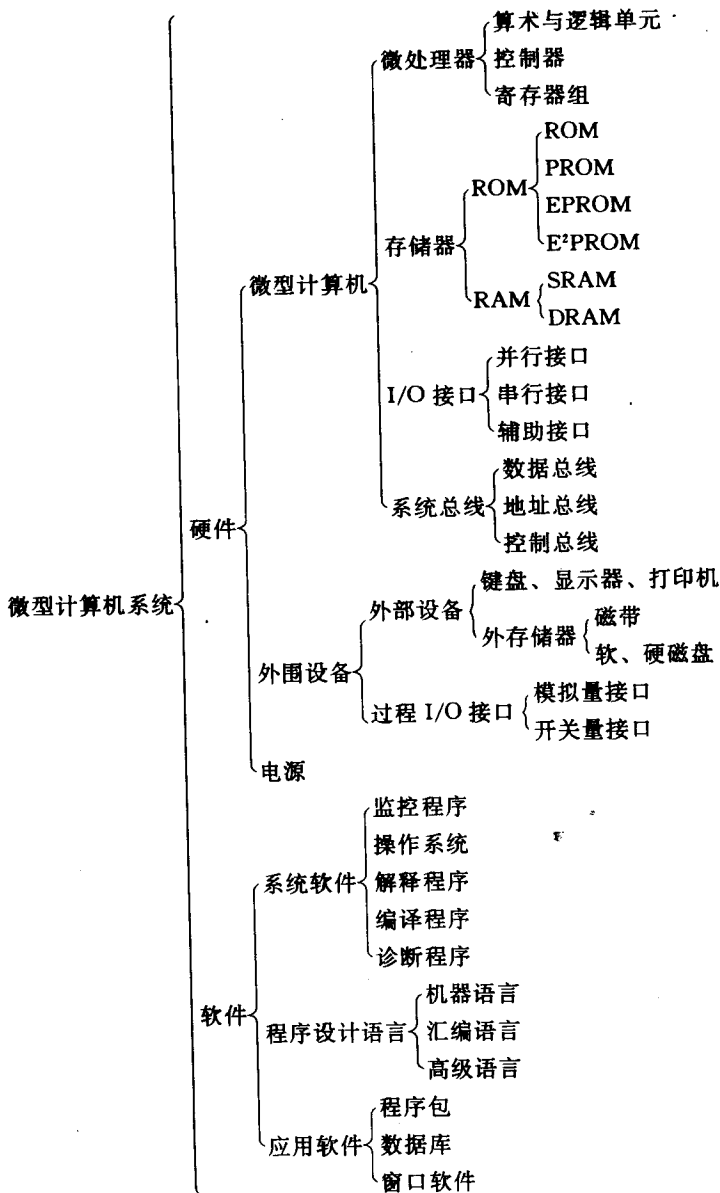 算术与逻辑单元
微处理器
控制器
寄存器组
ROM
PROM
ROM
EPROM
存储器
E²PROM
微型计算机
SRAM
RAM
DRAM
并行接口
I/O 接口
串行接口
辅助接口
数据总线
系统总线
地址总线
硬件
控制总线
键盘、显示器、打印机
微型计算机系统
外部设备
磁带
外存储器
软、硬磁盘
外围设备
模拟量接口
过程 I/O 接口
开关量接口
电源
监控程序
操作系统
系统软件
解释程序
编译程序
诊断程序
机器语言
软件
程序设计语言
汇编语言
高级语言
程序包
应用软件
数据库
窗口软件